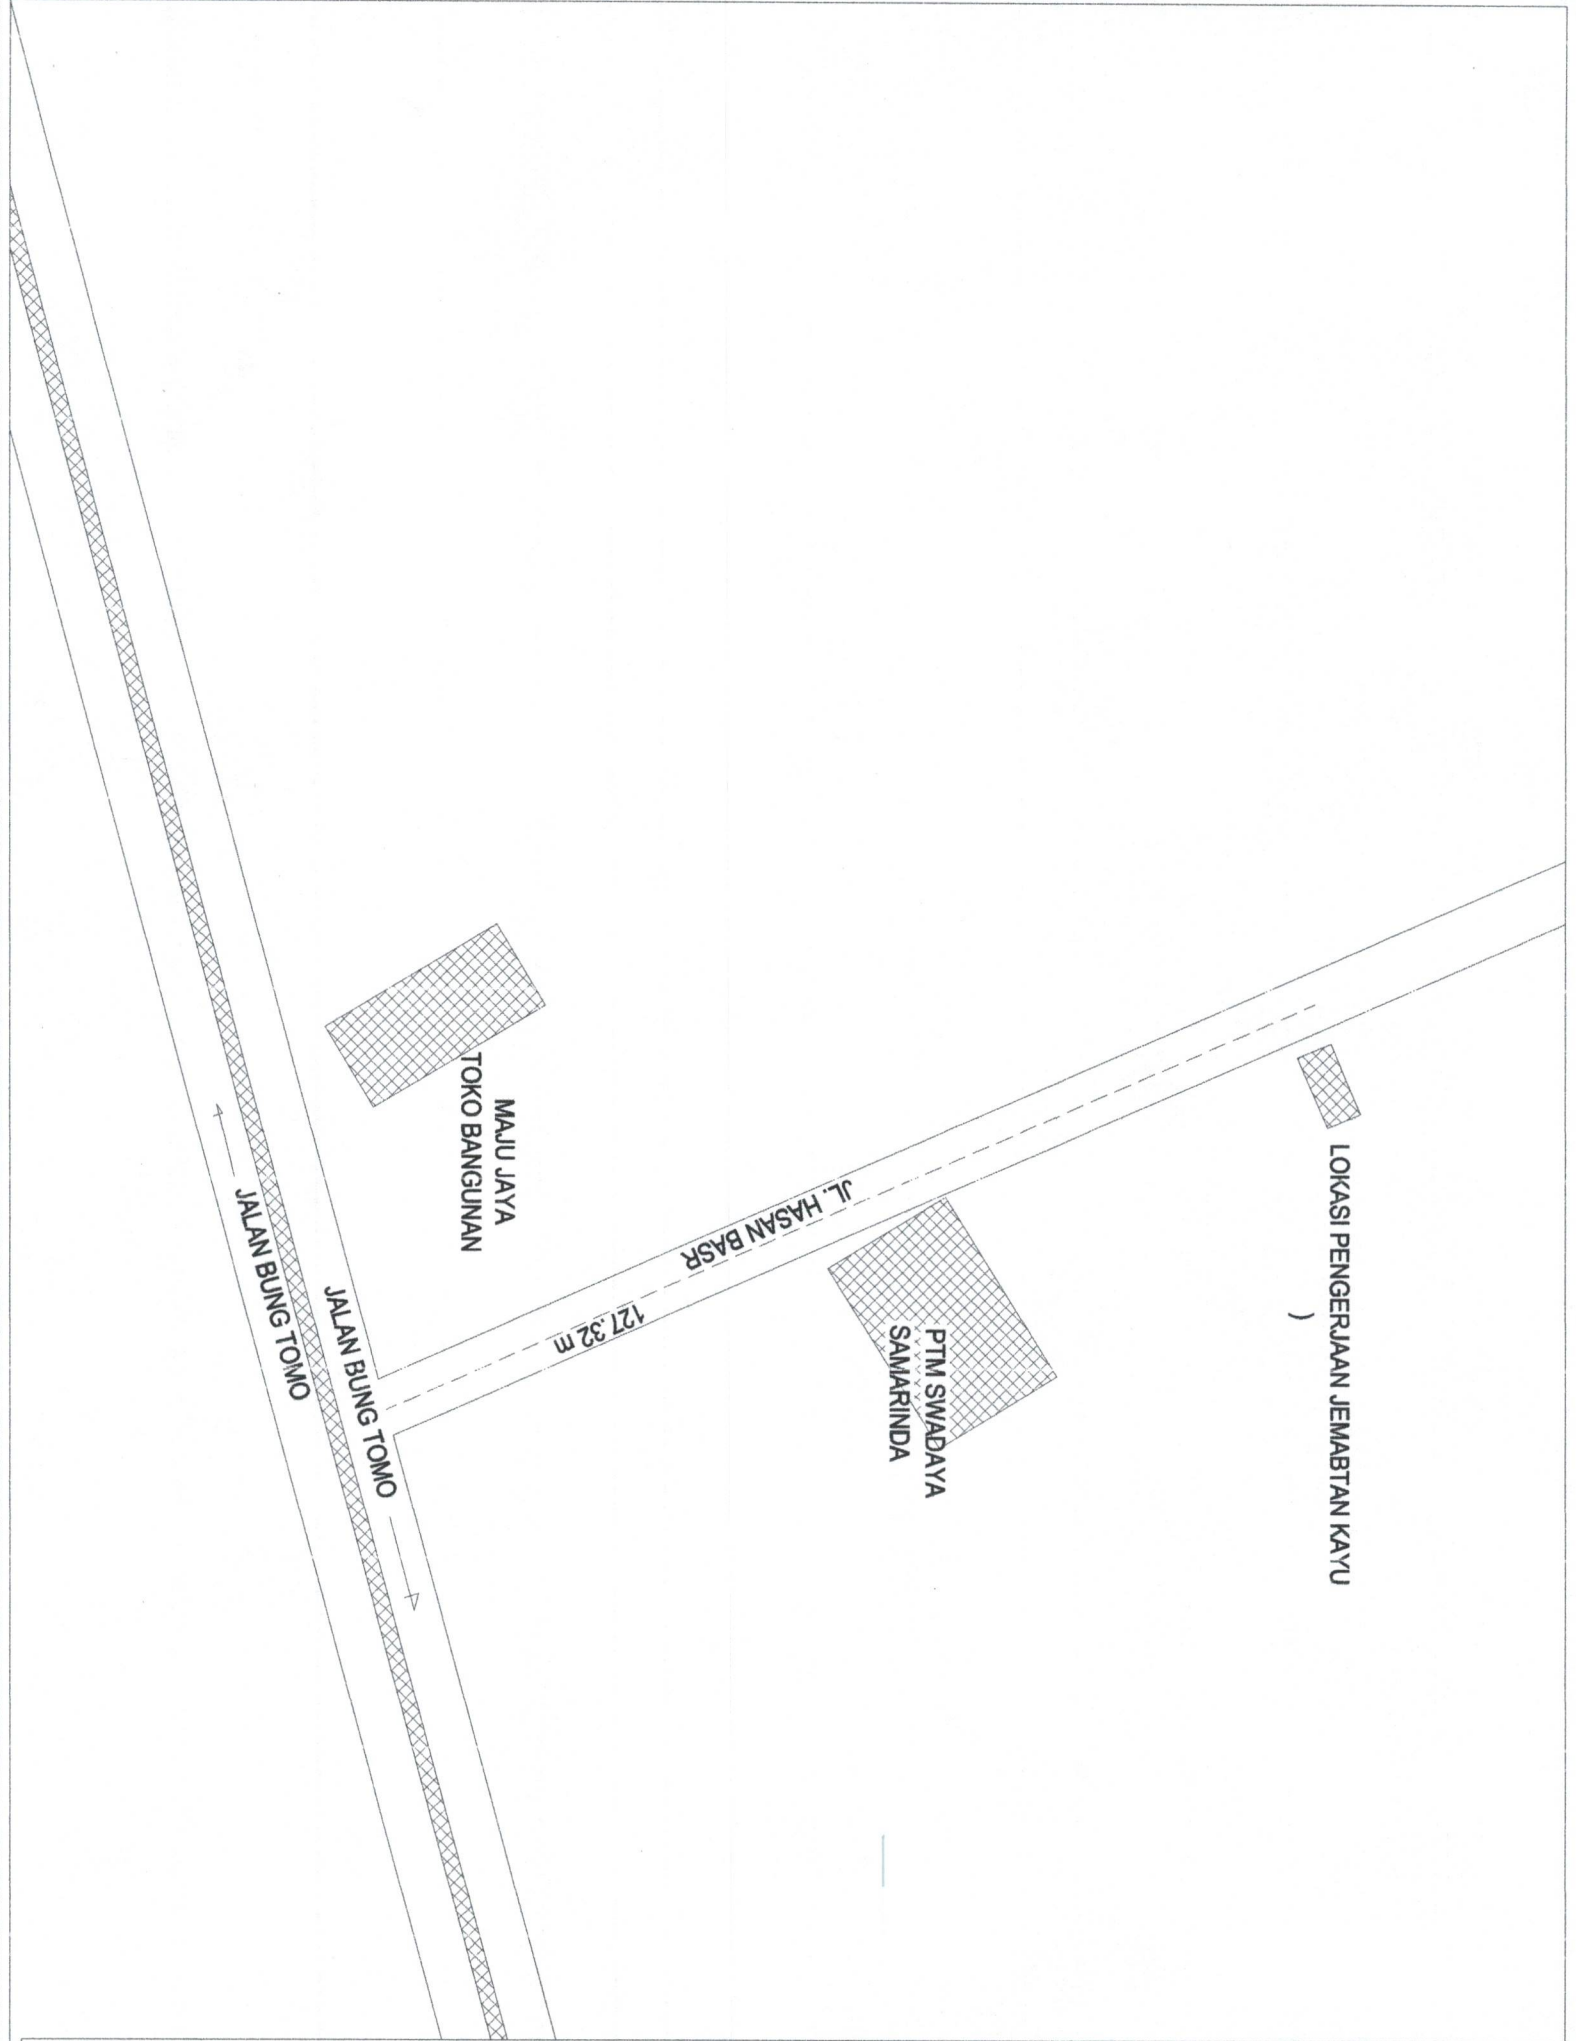 LOKASI PENGERJAAN JEMABTAN KAYU
)
PTM SWADAYA
SAMARINDA
JL. HASAN BASR
127.32 m
MAJU JAYA
TOKO BANGUNAN
JALAN BUNG TOMO
JALAN BUNG TOMO